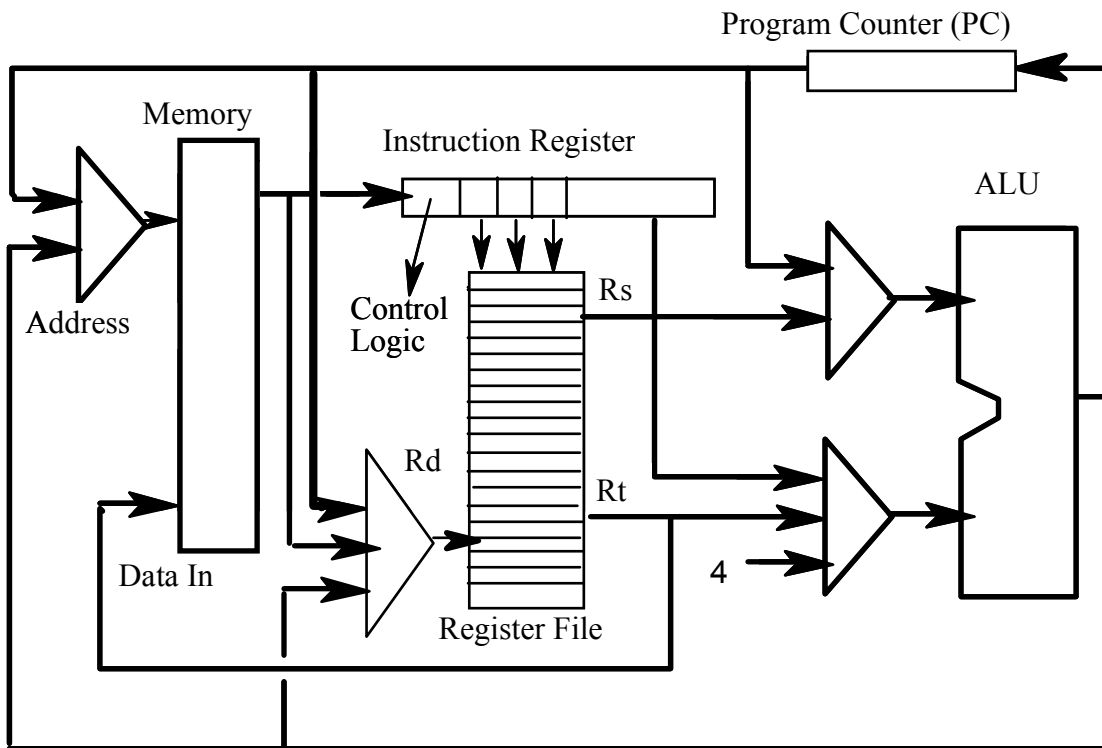 Program Counter (PC)
Memory
Instruction Register
ALU
Rs
Control
Logic
Address
Rd
Rt
4
Data In
Register File